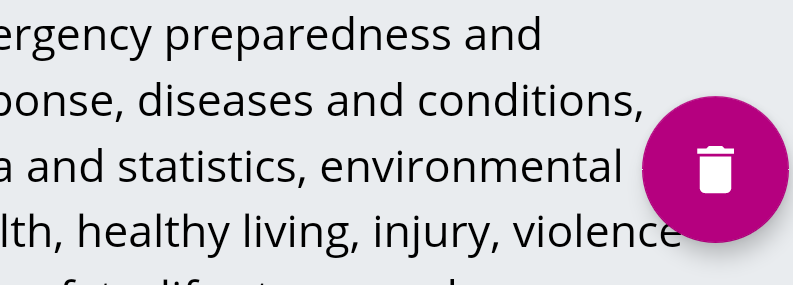 ergency preparedness and
ponse, diseases and conditions,
a and statistics, environmental
lth, healthy living, injury, violence